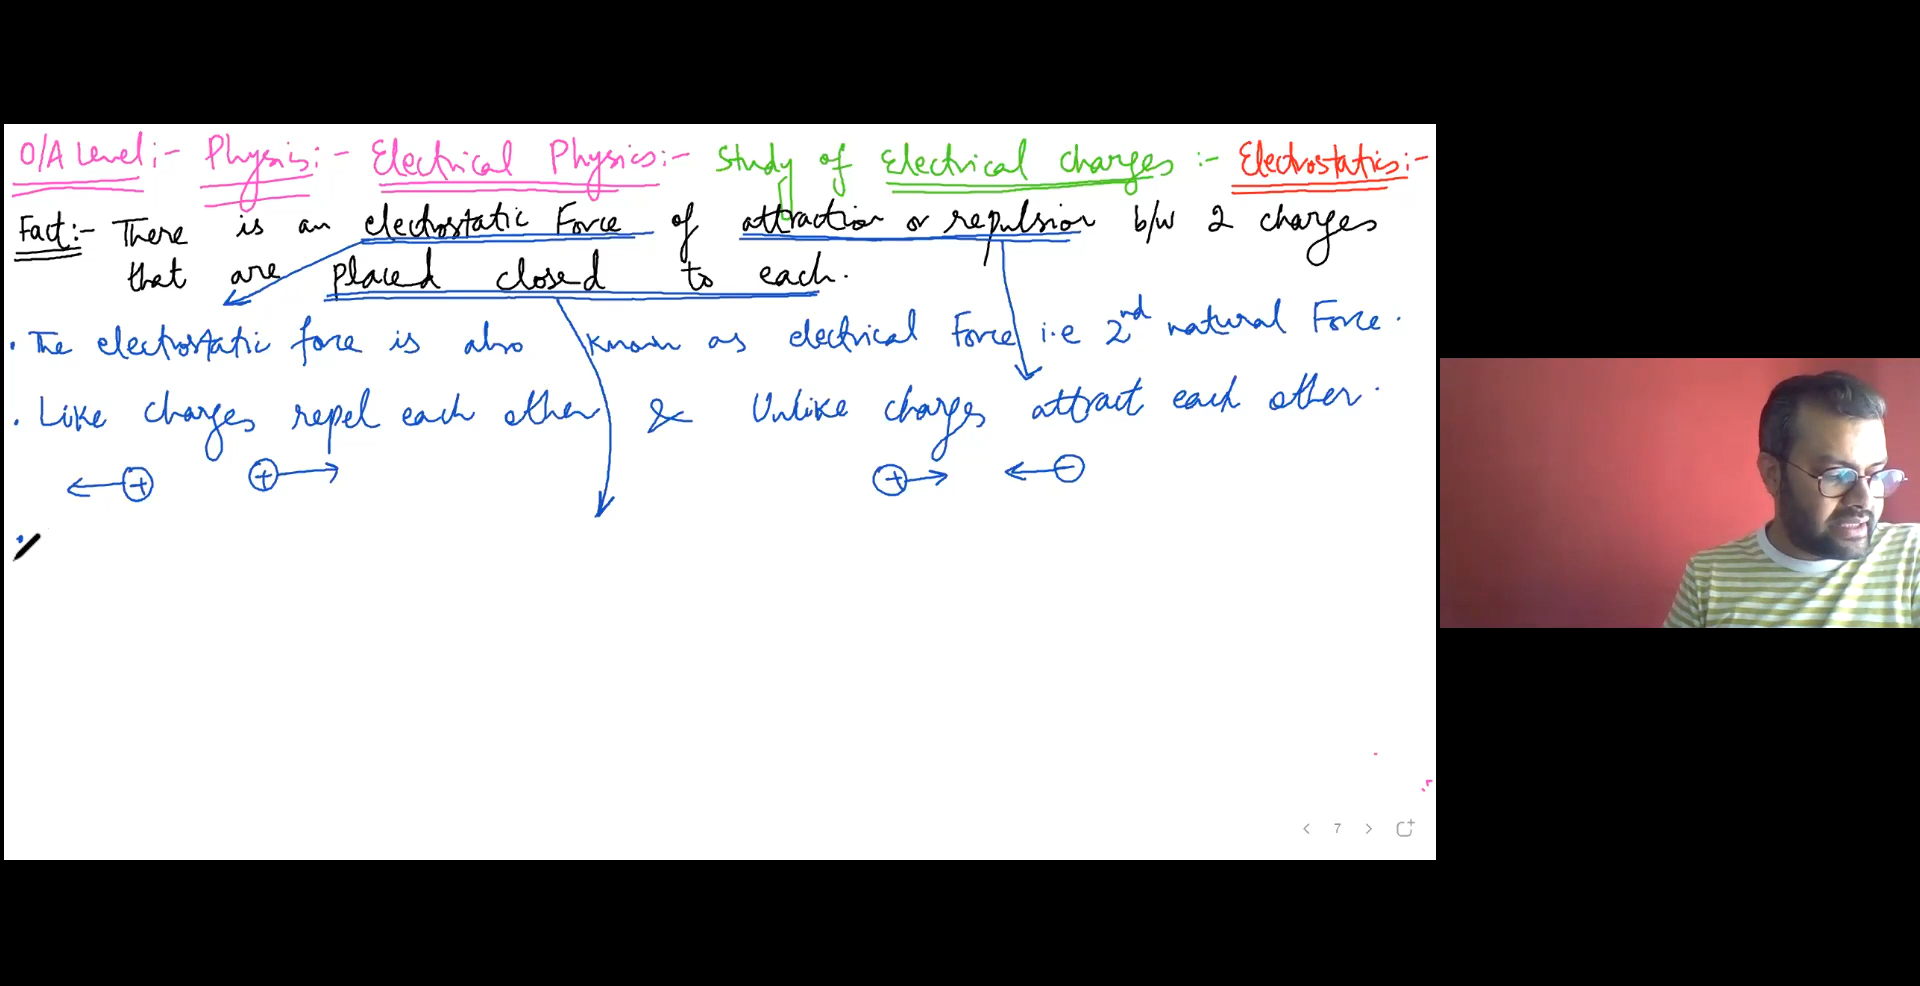 O/A Level:- Physics:- Electrical Physics:- Study of Electrical charges :- Electrostatics:-
Fact:- There is an electrostatic Force of attraction or repulsion b/w 2 charges
that are placed closed to each.
. The electrostatic force is also known as electrical Force i.e 2nd natural Force.
. Like charges repel each other & Unlike charges attract each other.
+ + + -
< 7 >